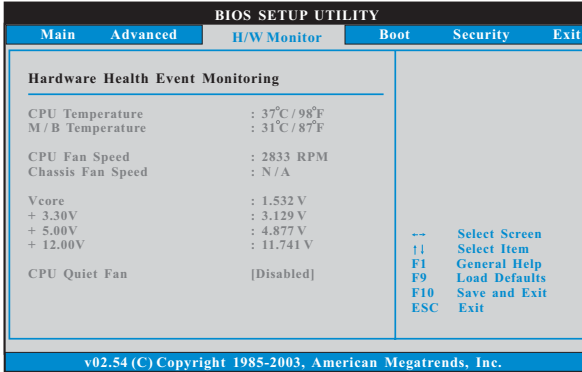 BIOS SETUP UTILITY
Main Advanced H/W Monitor Boot Security Exit
Hardware Health Event Monitoring
CPU Temperature : 37°C / 98°F
M / B Temperature : 31°C / 87°F
CPU Fan Speed : 2833 RPM
Chassis Fan Speed : N / A
Vcore : 1.532 V
+ 3.30V : 3.129 V
+ 5.00V : 4.877 V
+ 12.00V : 11.741 V
CPU Quiet Fan [Disabled]
←→ Select Screen
↑↓ Select Item
F1 General Help
F9 Load Defaults
F10 Save and Exit
ESC Exit
v02.54 (C) Copyright 1985-2003, American Megatrends, Inc.